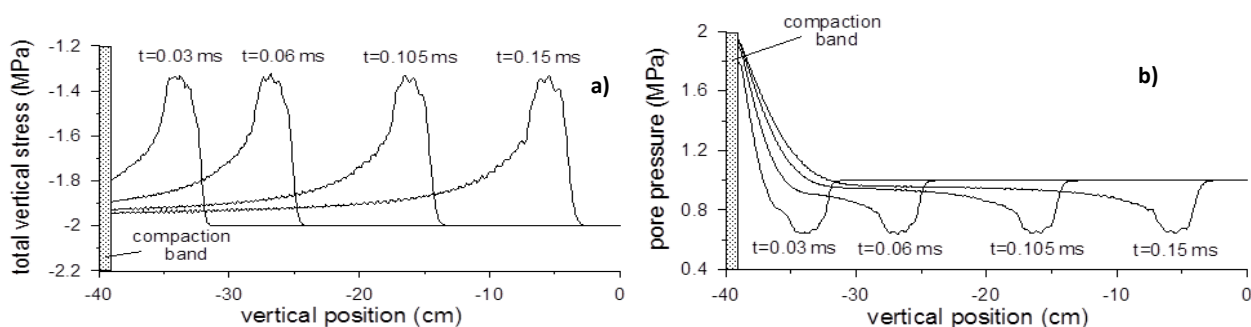 total vertical stress (MPa)
-1.2
-1.4
-1.6
-1.8
-2
-2.2
t=0.03 ms
t=0.06 ms
t=0.105 ms
t=0.15 ms
a)
compaction
band
-40
-30
-20
-10
0
vertical position (cm)
pore pressure (MPa)
2
1.6
1.2
0.8
0.4
compaction
band
b)
t=0.03 ms
t=0.06 ms
t=0.105 ms
t=0.15 ms
-40
-30
-20
-10
0
vertical position (cm)